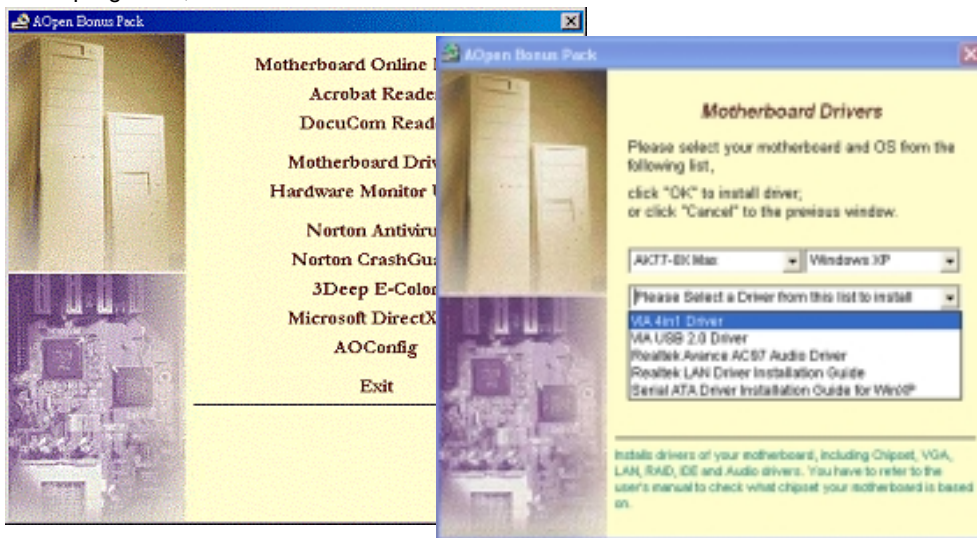 AOpen Bonus Pack
Motherboard Online
Acrobat Reade
DocuCom Read
Motherboard Driv
Hardware Monitor
Norton Antiviru
Norton CrashGua
3Deep E-Color
Microsoft DirectX
AOConfig
Exit
AOpen Bonus Pack
Motherboard Drivers
Please select your motherboard and OS from the
following list,
click "OK" to install driver;
or click "Cancel" to the previous window.
AK77-8X Max Windows XP
Please Select a Driver from this list to install
VIA 4in1 Driver
VIA USB 2.0 Driver
Realtek Avance AC97 Audio Driver
Realtek LAN Driver Installation Guide
Serial ATA Driver Installation Guide for WinXP
Installs drivers of your motherboard, including Chipset, VGA,
LAN, RAID, IDE and Audio drivers. You have to refer to the
user's manual to check what chipset your motherboard is based
on.